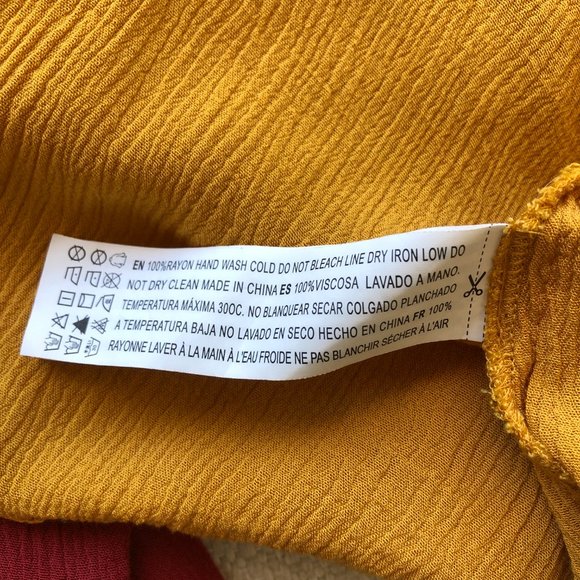 EN 100%RAYON HAND WASH COLD DO NOT BLEACH LINE DRY IRON LOW DO
NOT DRY CLEAN MADE IN CHINA ES 100%VISCOSA LAVADO A MANO.
TEMPERATURA MÁXIMA 30OC. NO BLANQUEAR SECAR COLGADO PLANCHADO
A TEMPERATURA BAJA NO LAVADO EN SECO HECHO EN CHINA FR 100%
RAYONNE LAVER À LA MAIN À L'EAU FROIDE NE PAS BLANCHIR SÉCHER À L'AIR